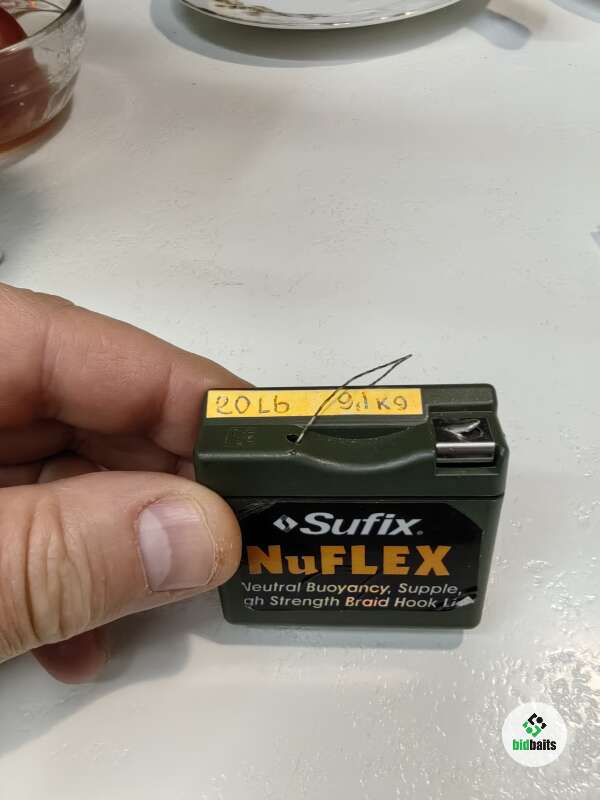 20Lb 9,1Kg
Sufix
NuFLEX
Neutral Buoyancy, Supple,
gh Strength Braid Hook Li
bidbaits